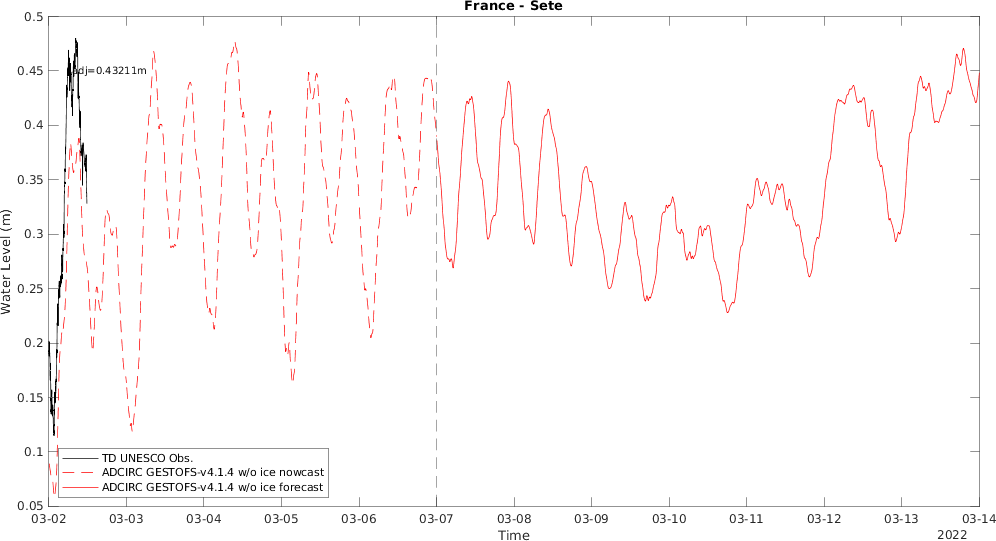 France - Sete
Water Level (m)
0.5
0.45
0.4
0.35
0.3
0.25
0.2
0.15
0.1
0.05
adj=0.43211m
TD UNESCO Obs.
ADCIRC GESTOFS-v4.1.4 w/o ice nowcast
ADCIRC GESTOFS-v4.1.4 w/o ice forecast
03-02 03-03 03-04 03-05 03-06 03-07 03-08 03-09 03-10 03-11 03-12 03-13 03-14
Time
2022